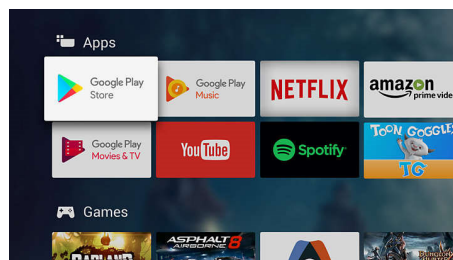 Apps
Google Play
Store
Google Play
Music
NETFLIX
amazon
prime vide
Google Play
Movies & TV
YouTube
Spotify
TOON GOGGLES
TG
Games
BADLAND
ASPHALT 8
AIRBORNE